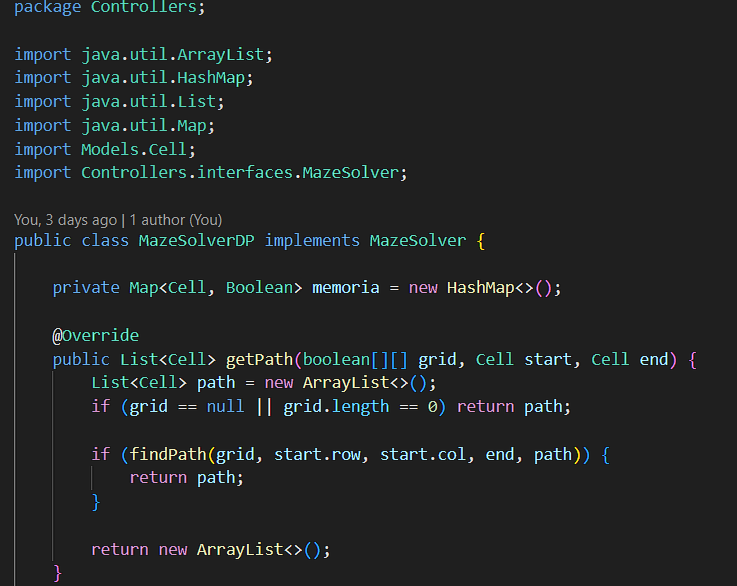 package Controllers;
import java.util.ArrayList;
import java.util.HashMap;
import java.util.List;
import java.util.Map;
import Models.Cell;
import Controllers.interfaces.MazeSolver;
You, 3 days ago | 1 author (You)
public class MazeSolverDP implements MazeSolver {
private Map<Cell, Boolean> memoria = new HashMap<>();
@Override
public List<Cell> getPath(boolean[][] grid, Cell start, Cell end) {
List<Cell> path = new ArrayList<>();
if (grid == null || grid.length == 0) return path;
if (findPath(grid, start.row, start.col, end, path)) {
return path;
}
return new ArrayList<>();
}